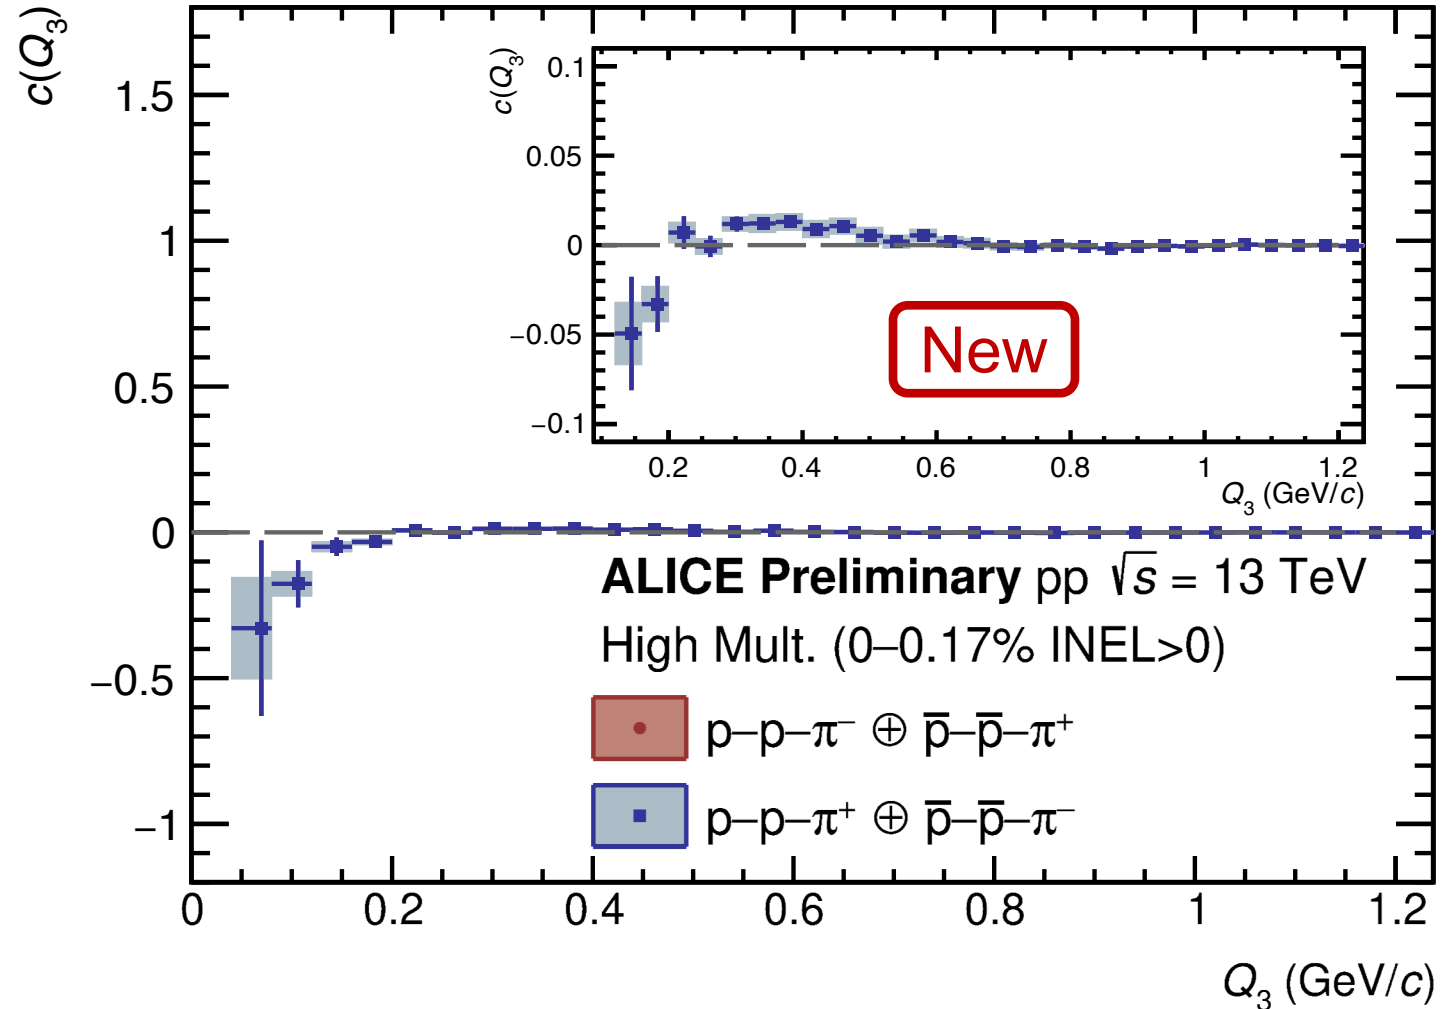 c(Q₃)
1.5
1
0.5
0
−0.5
−1
0
0.2
0.4
0.6
0.8
1
1.2
Q₃ (GeV/c)
c(Q₃)
0.1
0.05
0
−0.05
−0.1
0.2
0.4
0.6
0.8
1
1.2
Q₃ (GeV/c)
New
ALICE Preliminary pp √s = 13 TeV
High Mult. (0–0.17% INEL>0)
p–p–π⁻ ⊕ p̅–p̅–π⁺
p–p–π⁺ ⊕ p̅–p̅–π⁻